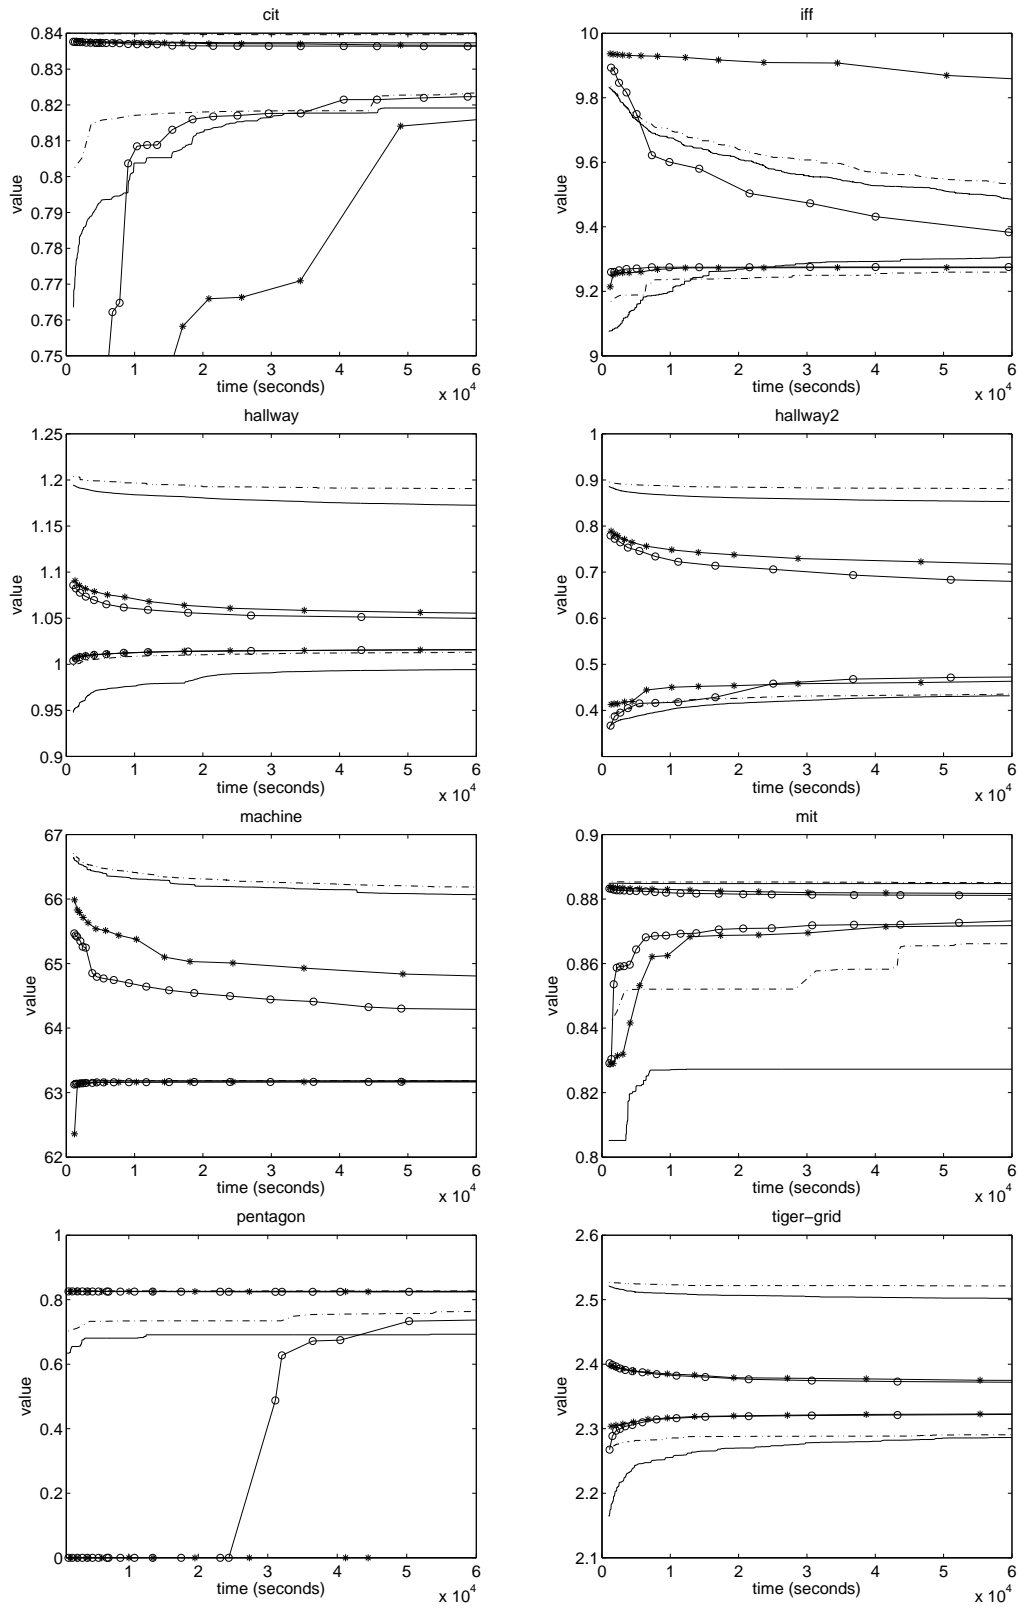 cit
0.84
0.83
0.82
0.81
0.8
0.79
0.78
0.77
0.76
0.75
value
0 1 2 3 4 5 6
time (seconds)
x 10^4
iff
10
9.8
9.6
9.4
9.2
9
value
0 1 2 3 4 5 6
time (seconds)
x 10^4
hallway
1.25
1.2
1.15
1.1
1.05
1
0.95
0.9
value
0 1 2 3 4 5 6
time (seconds)
x 10^4
hallway2
1
0.9
0.8
0.7
0.6
0.5
0.4
value
0 1 2 3 4 5 6
time (seconds)
x 10^4
machine
67
66
65
64
63
62
value
0 1 2 3 4 5 6
time (seconds)
x 10^4
mit
0.9
0.88
0.86
0.84
0.82
0.8
value
0 1 2 3 4 5 6
time (seconds)
x 10^4
pentagon
1
0.8
0.6
0.4
0.2
0
value
0 1 2 3 4 5 6
time (seconds)
x 10^4
tiger−grid
2.6
2.5
2.4
2.3
2.2
2.1
value
0 1 2 3 4 5 6
time (seconds)
x 10^4